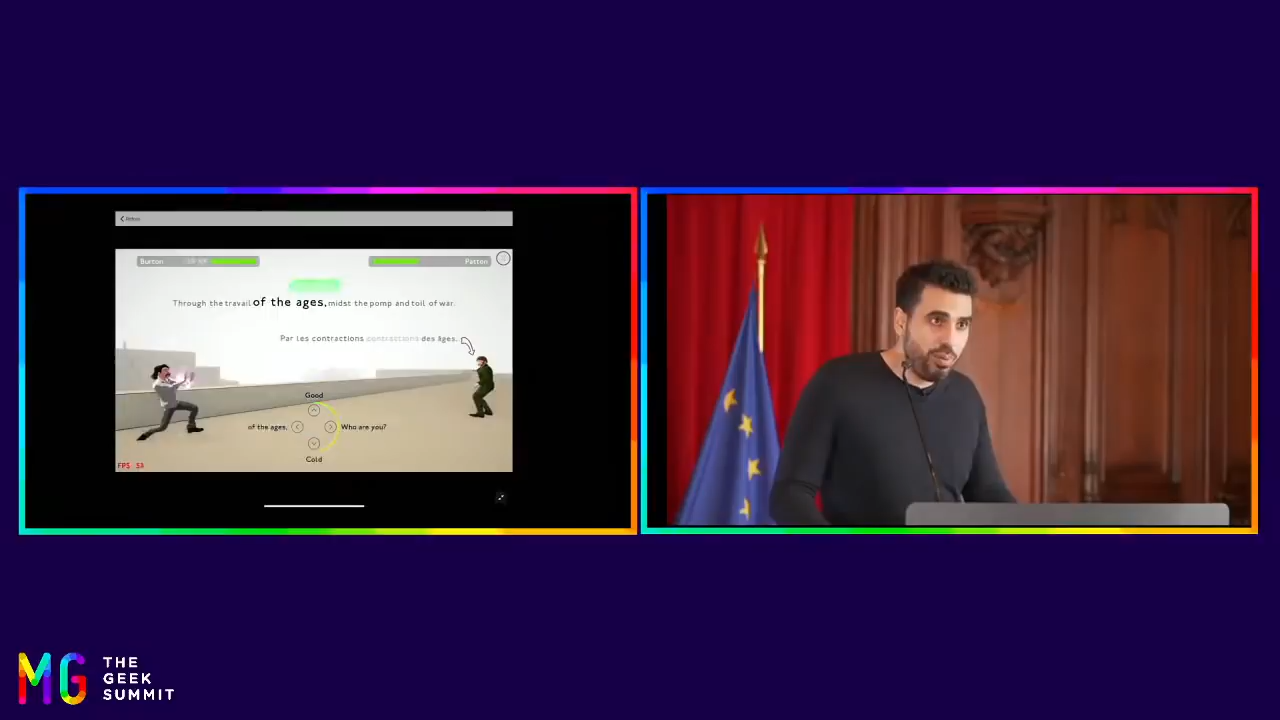 Burton
Patton
Through the travail of the ages, midst the pomp and toil of war.
Par les contractions contractions des âges.
Good
of the ages,
Who are you?
Cold
FPS 53
MG THE
GEEK
SUMMIT